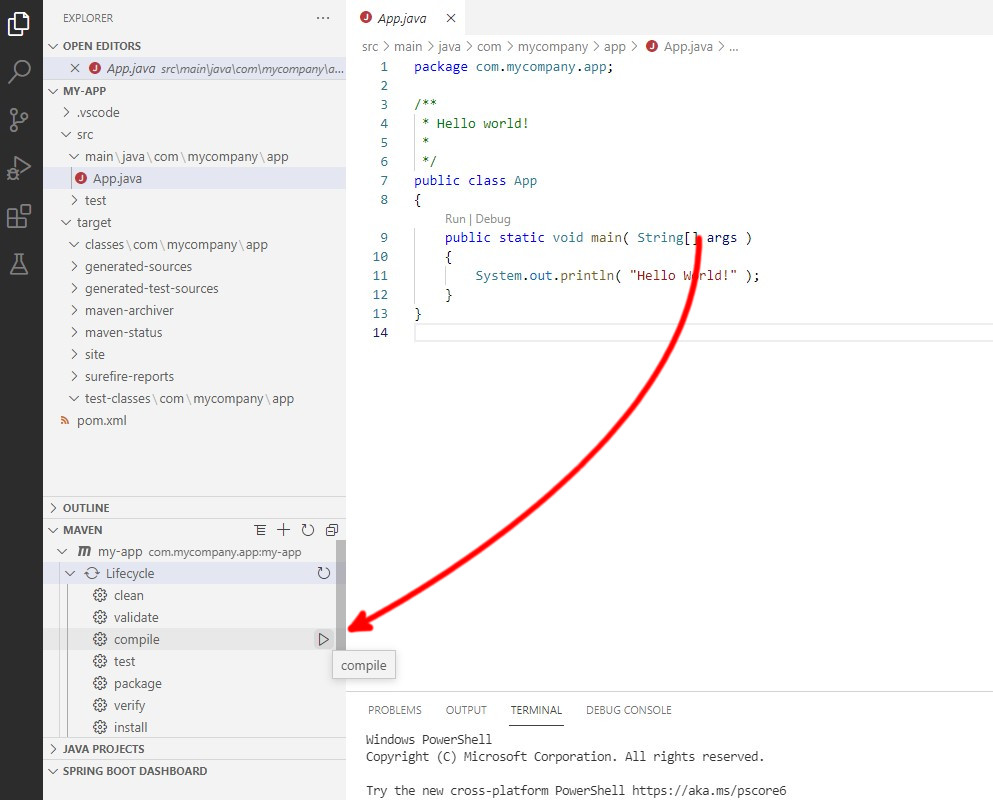 EXPLORER ...
OPEN EDITORS
App.java src\main\java\com\mycompany\a...
MY-APP
.vscode
src
main\java\com\mycompany\app
App.java
test
target
classes\com\mycompany\app
generated-sources
generated-test-sources
maven-archiver
maven-status
site
surefire-reports
test-classes\com\mycompany\app
pom.xml
OUTLINE
MAVEN
m my-app com.mycompany.app:my-app
Lifecycle
clean
validate
compile
test
package
verify
install
compile
JAVA PROJECTS
SPRING BOOT DASHBOARD
J App.java
src > main > java > com > mycompany > app > J App.java > ...
1 package com.mycompany.app;
2
3 /**
4 * Hello world!
5 *
6 */
7 public class App
8 {
Run | Debug
9 public static void main( String[] args )
10 {
11 System.out.println( "Hello World!" );
12 }
13 }
14
PROBLEMS OUTPUT TERMINAL DEBUG CONSOLE
Windows PowerShell
Copyright (C) Microsoft Corporation. All rights reserved.
Try the new cross-platform PowerShell https://aka.ms/pscore6